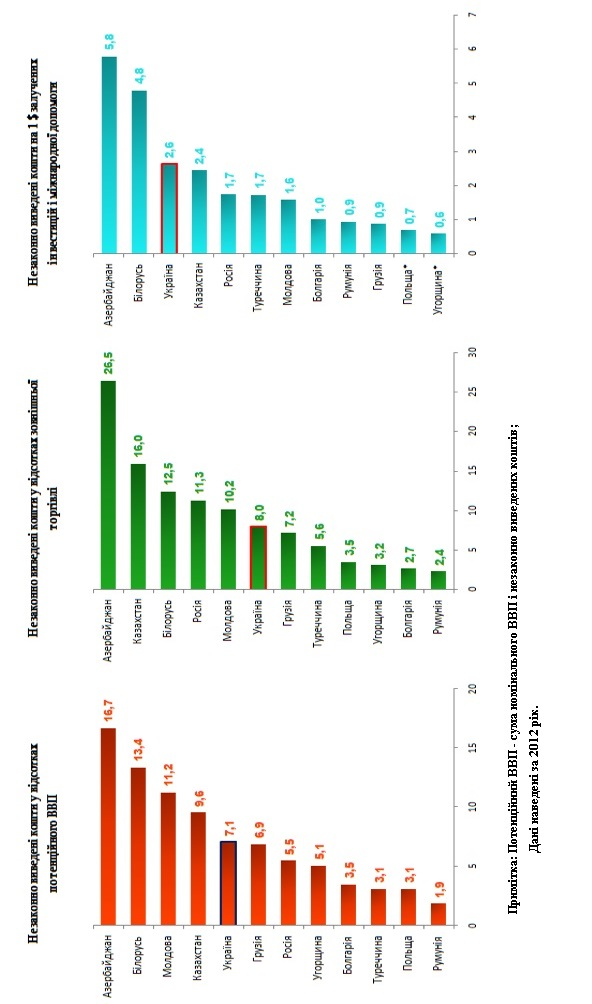 Незаконно виведені кошти у відсотках
потенційного ВВП
Азербайджан
16,7
Білорусь
13,4
Молдова
11,2
Казахстан
9,6
Україна
7,1
Грузія
6,9
Росія
5,5
Угорщина
5,1
Болгарія
3,5
Туреччина
3,1
Польща
3,1
Румунія
1,9
0
5
10
15
20
Незаконно виведені кошти у відсотках зовнішньої
торгівлі
Азербайджан
26,5
Казахстан
16,0
Білорусь
12,5
Росія
11,3
Молдова
10,2
Україна
8,0
Грузія
7,2
Туреччина
5,6
Польща
3,5
Угорщина
3,2
Болгарія
2,7
Румунія
2,4
0
5
10
15
20
25
30
Незаконно виведені кошти на 1 $ залучених
інвестицій і міжнародної допомоги
Азербайджан
5,8
Білорусь
4,8
Україна
2,6
Казахстан
2,4
Росія
1,7
Туреччина
1,7
Молдова
1,6
Болгарія
1,0
Румунія
0,9
Грузія
0,9
Польща*
0,7
Угорщина*
0,6
0
1
2
3
4
5
6
7
Примітка: Потенційний ВВП - сума номінального ВВП і незаконно виведених коштів;
Дані наведені за 2012 рік.